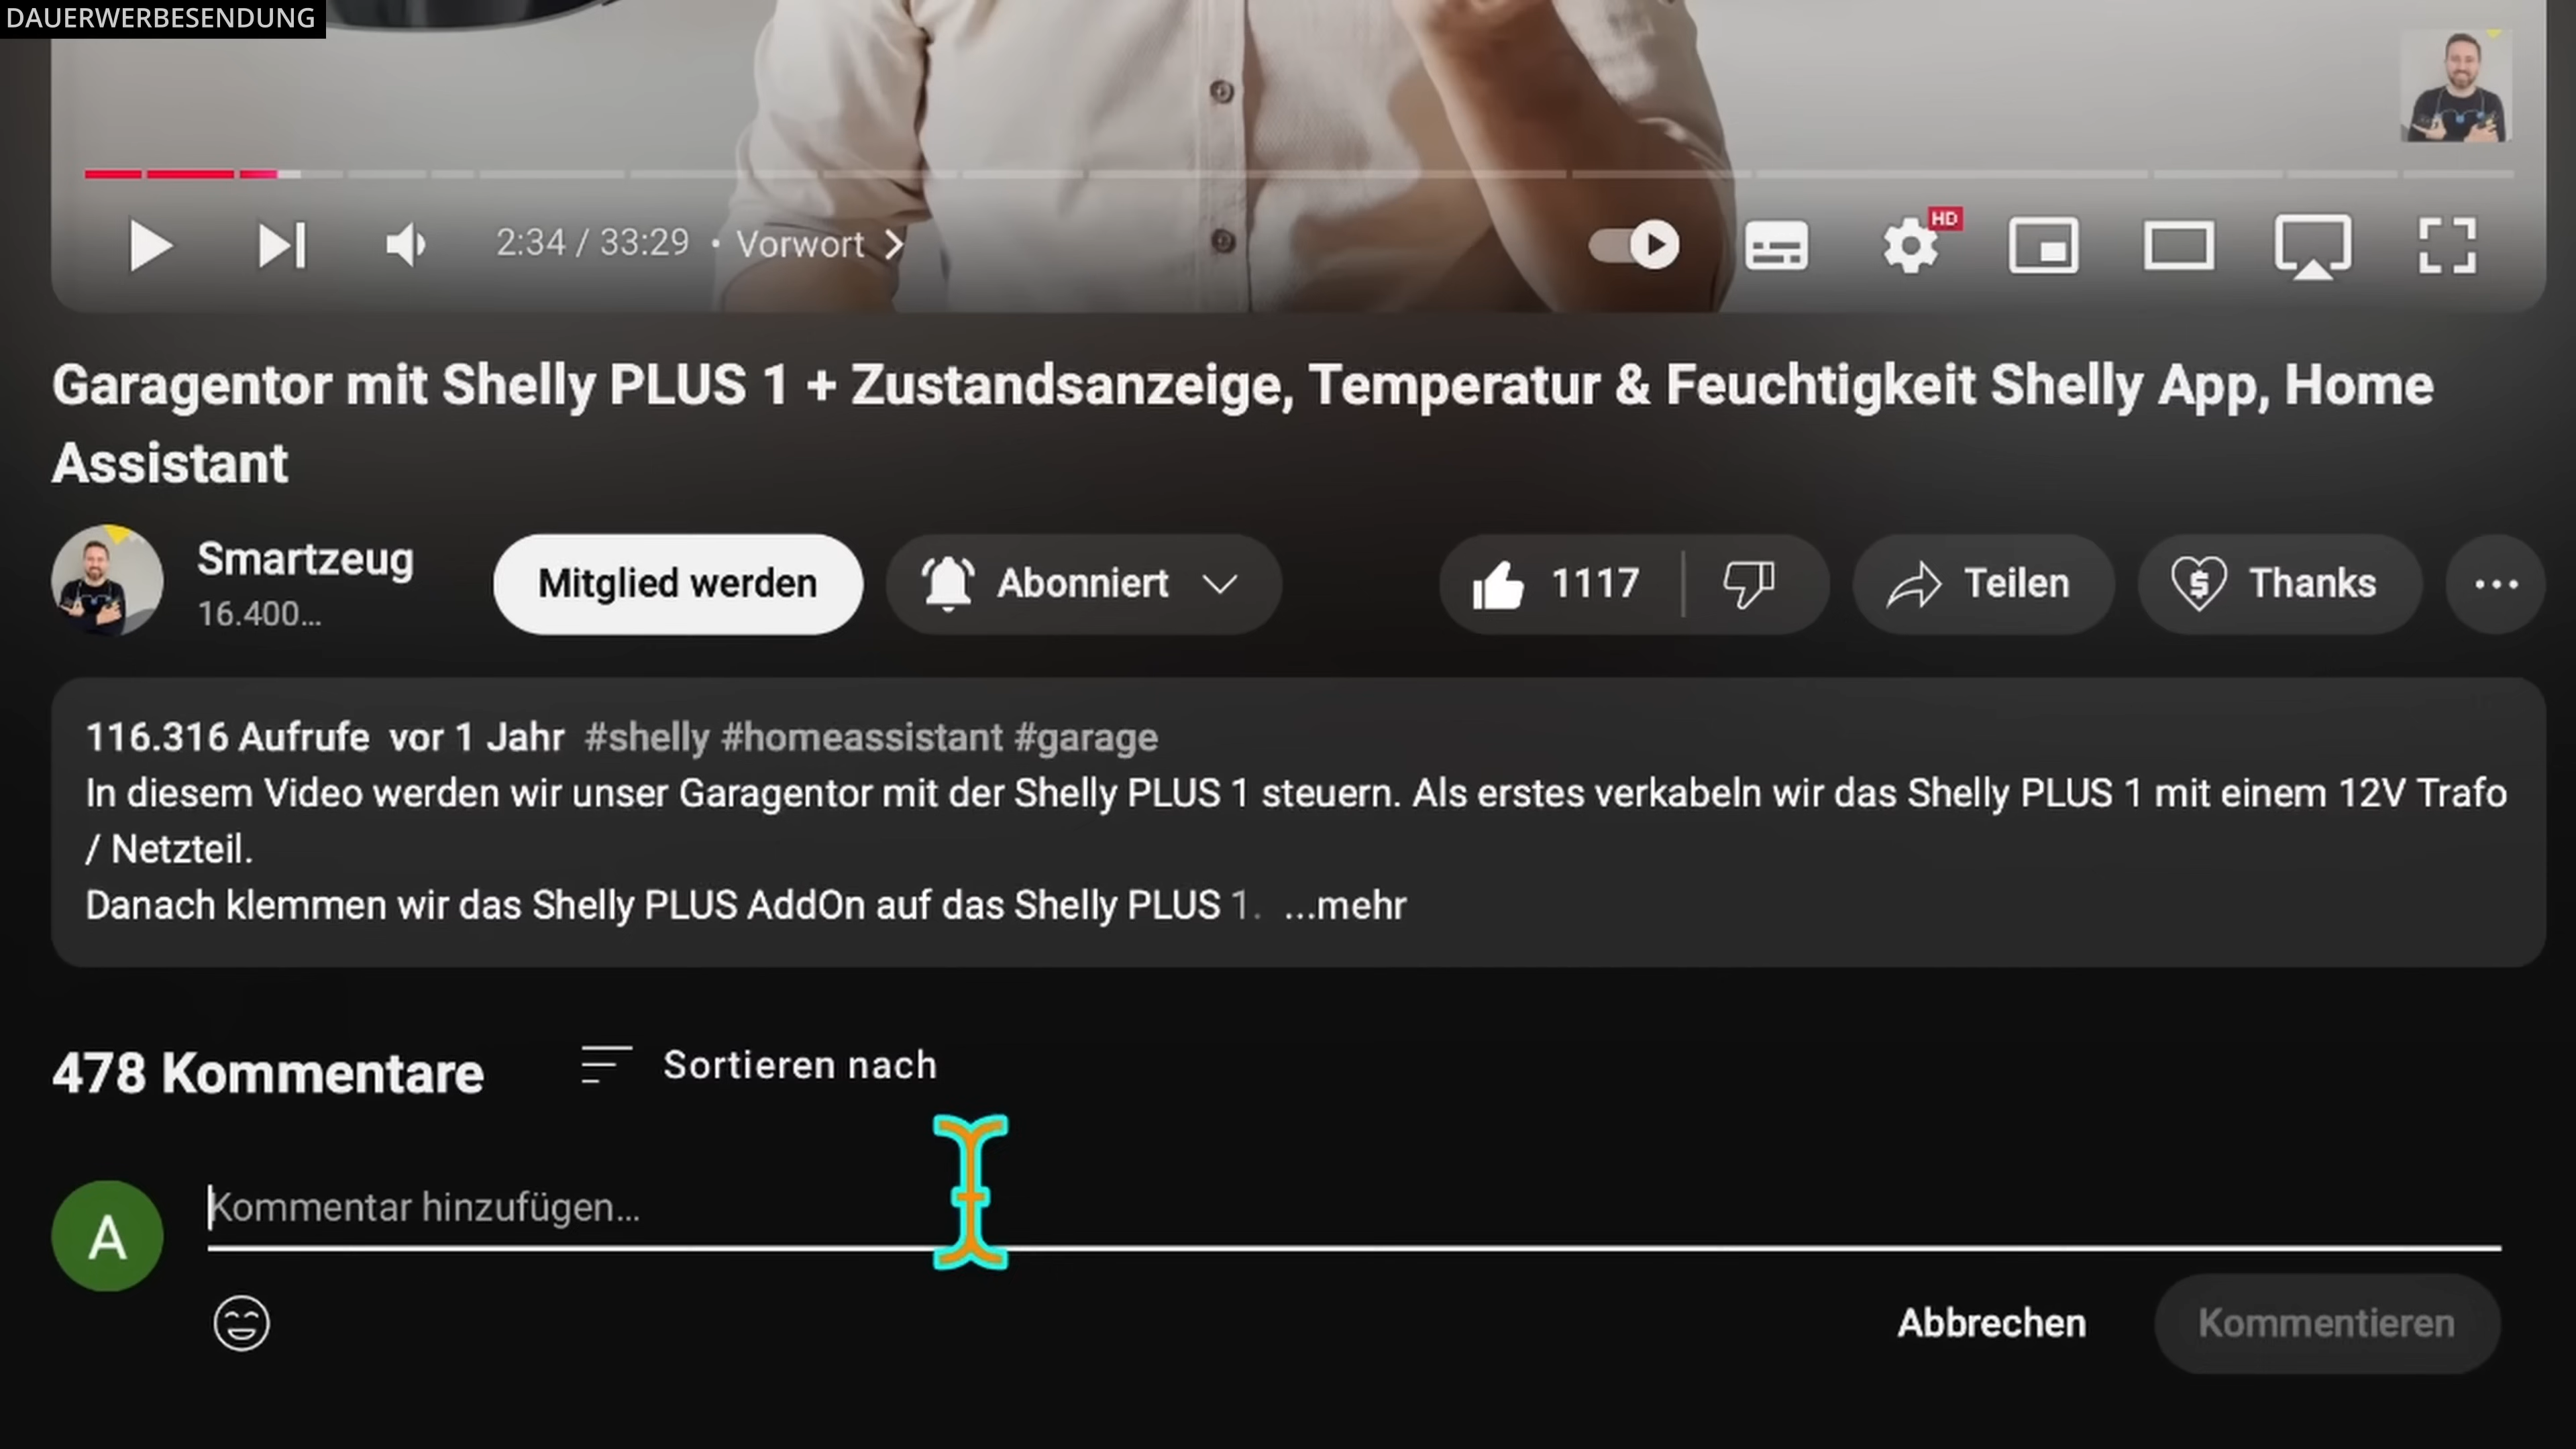 DAUERWERBESENDUNG
HD
2:34 / 33:29 • Vorwort
Garagentor mit Shelly PLUS 1 + Zustandsanzeige, Temperatur & Feuchtigkeit Shelly App, Home
Assistant
Smartzeug
16.400...
Mitglied werden
Abonniert
1117
Teilen
Thanks
116.316 Aufrufe vor 1 Jahr #shelly #homeassistant #garage
In diesem Video werden wir unser Garagentor mit der Shelly PLUS 1 steuern. Als erstes verkabeln wir das Shelly PLUS 1 mit einem 12V Trafo
/ Netzteil.
Danach klemmen wir das Shelly PLUS AddOn auf das Shelly PLUS 1. ...mehr
478 Kommentare
Sortieren nach
A
Kommentar hinzufügen...
Abbrechen
Kommentieren